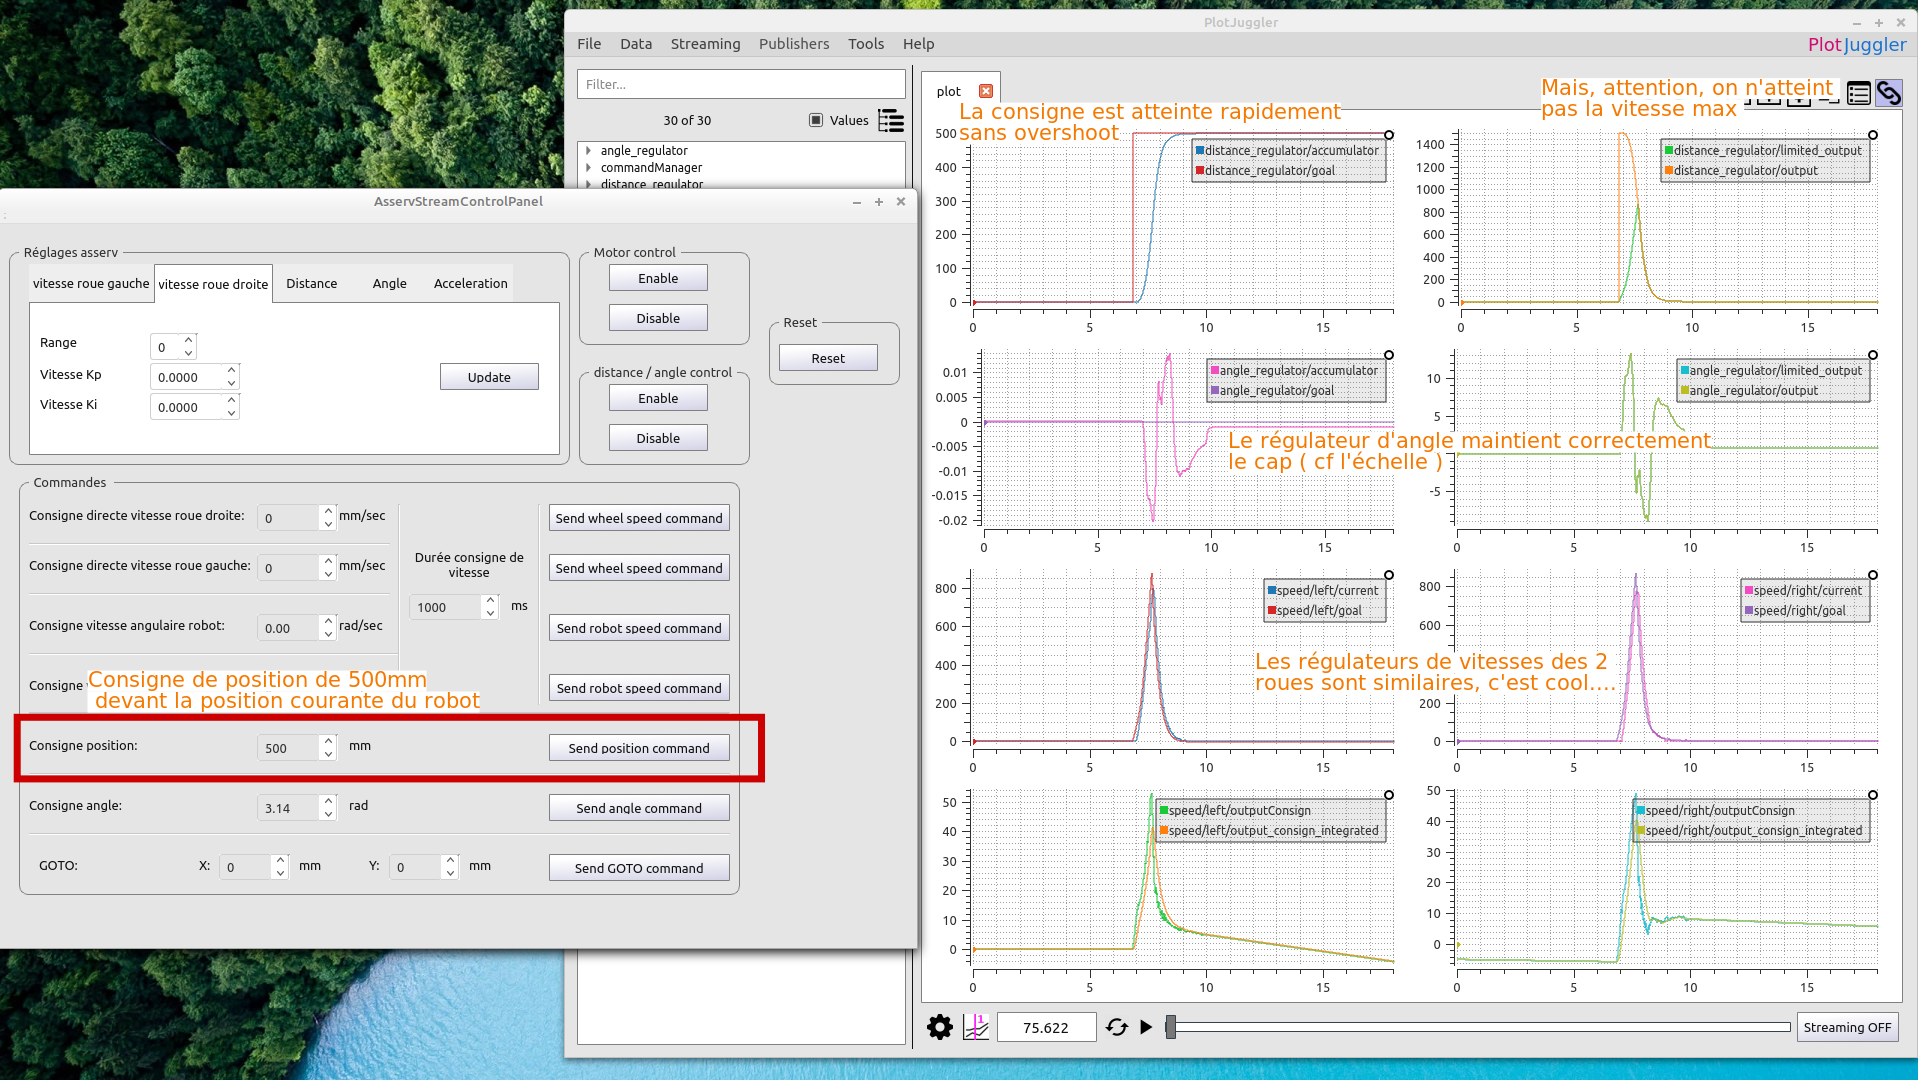 PlotJuggler
File Data Streaming Publishers Tools Help
PlotJuggler
Filter...
30 of 30 Values
angle_regulator
commandManager
distance_regulator
plot
La consigne est atteinte rapidement
sans overshoot
Mais, attention, on n'atteint
pas la vitesse max
500
400
300
200
100
0
0 5 10 15
distance_regulator/accumulator
distance_regulator/goal
1400
1200
1000
800
600
400
200
0
0 5 10 15
distance_regulator/limited_output
distance_regulator/output
0.01
0.005
0
-0.005
-0.01
-0.015
-0.02
0 5 10 15
angle_regulator/accumulator
angle_regulator/goal
10
5
-5
0 5 10 15
angle_regulator/limited_output
angle_regulator/output
Le régulateur d'angle maintient correctement
le cap ( cf l'échelle )
800
600
400
200
0
0 5 10 15
speed/left/current
speed/left/goal
800
600
200
0
0 5 10 15
speed/right/current
speed/right/goal
Les régulateurs de vitesses des 2
roues sont similaires, c'est cool....
50
40
30
20
10
0
0 5 10 15
speed/left/outputConsign
speed/left/output_consign_integrated
50
40
30
20
10
0
0 5 10 15
speed/right/outputConsign
speed/right/output_consign_integrated
1
75.622
Streaming OFF
AsservStreamControlPanel
Réglages asserv
vitesse roue gauche vitesse roue droite Distance Angle Acceleration
Range 0
Vitesse Kp 0.0000
Vitesse Ki 0.0000
Update
Motor control
Enable
Disable
distance / angle control
Enable
Disable
Reset
Reset
Commandes
Consigne directe vitesse roue droite: 0 mm/sec
Send wheel speed command
Consigne directe vitesse roue gauche: 0 mm/sec
Send wheel speed command
Durée consigne de
vitesse
1000 ms
Consigne vitesse angulaire robot: 0.00 rad/sec
Send robot speed command
Consigne
Send robot speed command
Consigne de position de 500mm
devant la position courante du robot
Consigne position: 500 mm Send position command
Consigne angle: 3.14 rad Send angle command
GOTO: X: 0 mm Y: 0 mm Send GOTO command